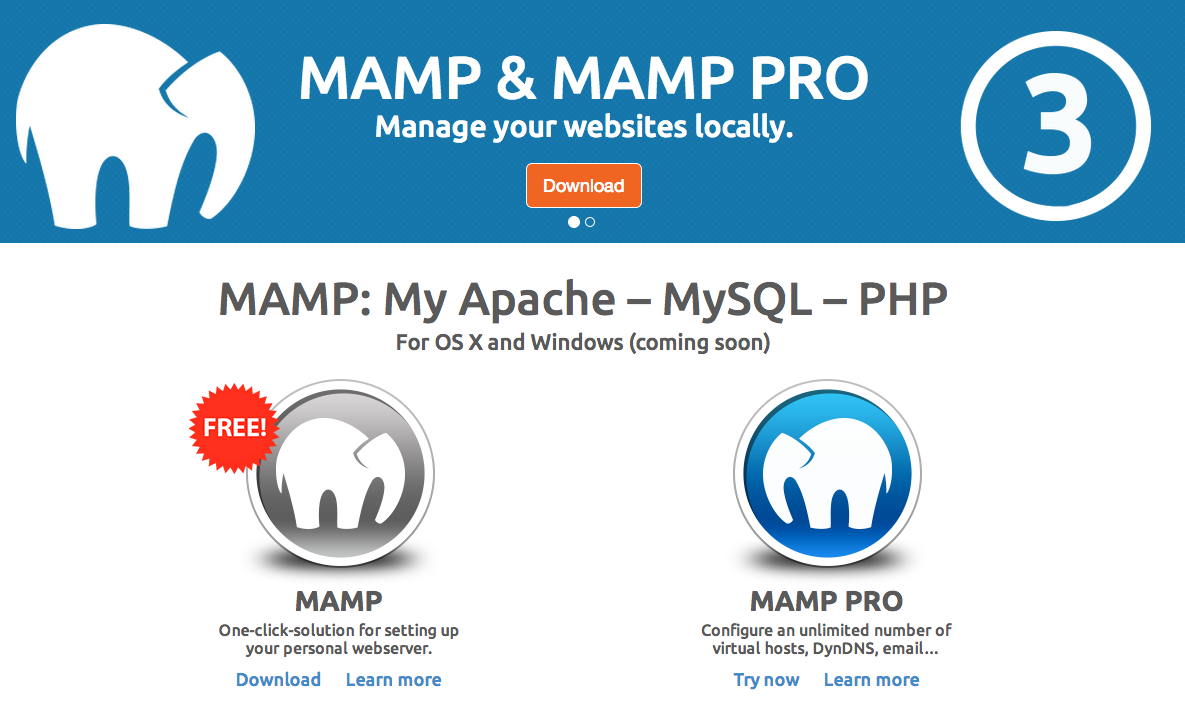 MAMP & MAMP PRO
Manage your websites locally.
3
Download
MAMP: My Apache – MySQL – PHP
For OS X and Windows (coming soon)
FREE!
MAMP
One-click-solution for setting up
your personal webserver.
Download Learn more
MAMP PRO
Configure an unlimited number of
virtual hosts, DynDNS, email...
Try now Learn more